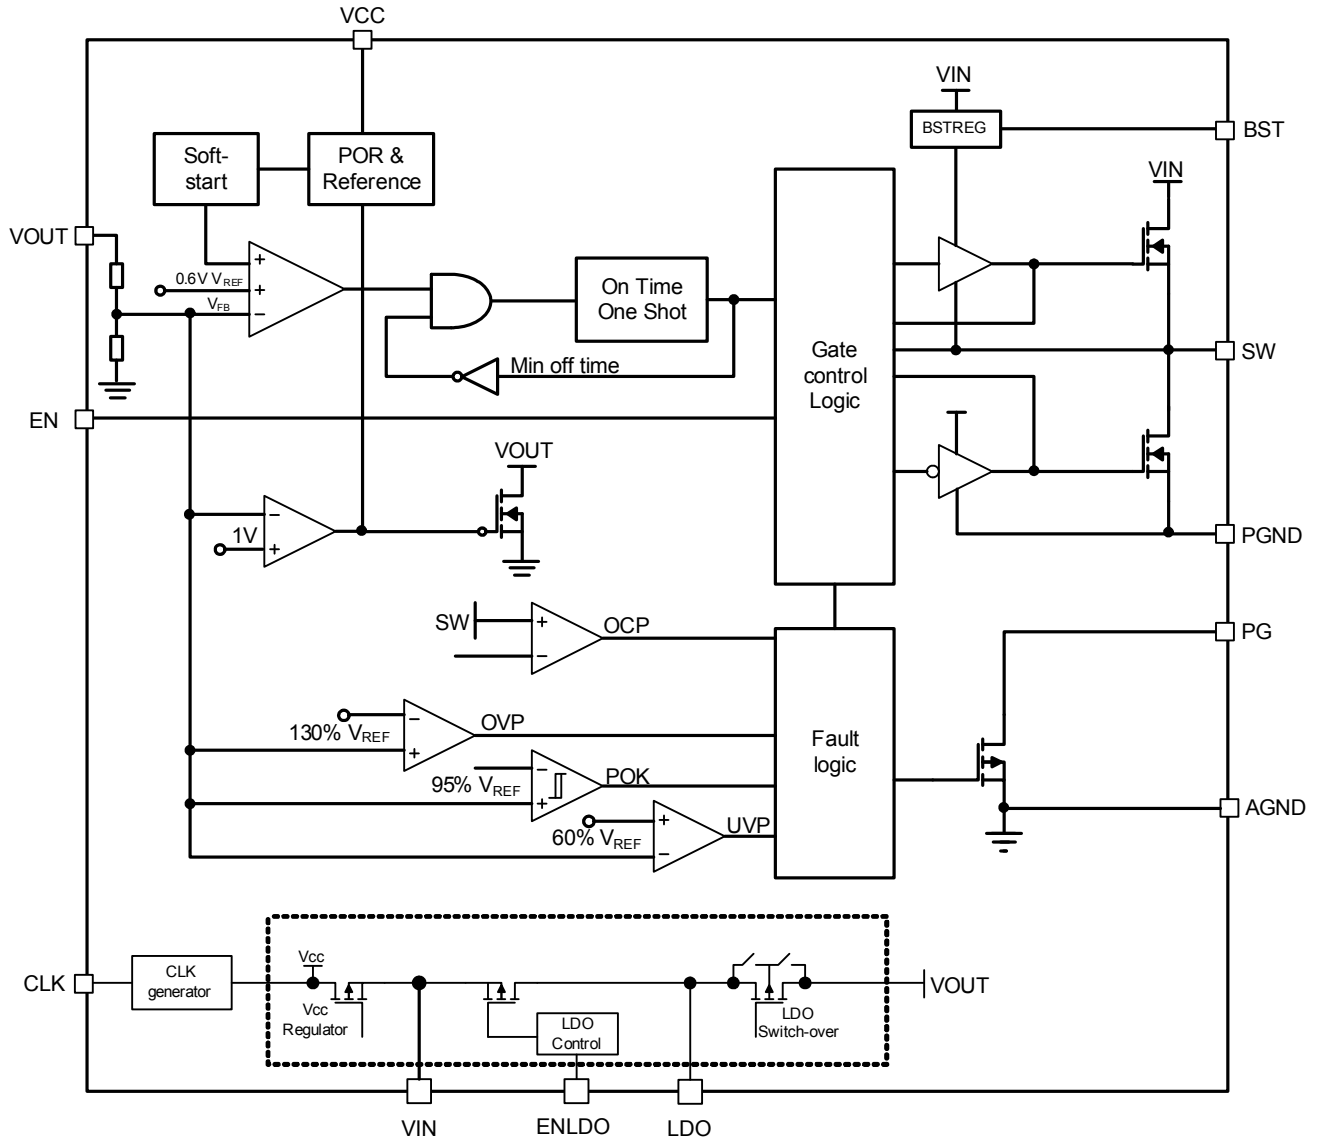 VCC
VIN
BSTREG
BST
Soft-
start
POR &
Reference
VIN
VOUT
+
0.6V VREF
+
VFB
−
On Time
One Shot
Min off time
Gate
control
Logic
SW
EN
VOUT
−
1V
+
PGND
SW
+
−
OCP
PG
130% VREF
−
+
OVP
Fault
logic
95% VREF
−
+
POK
60% VREF
+
−
UVP
AGND
CLK
CLK
generator
Vcc
Vcc
Regulator
LDO
Control
LDO
Switch-over
VOUT
VIN
ENLDO
LDO